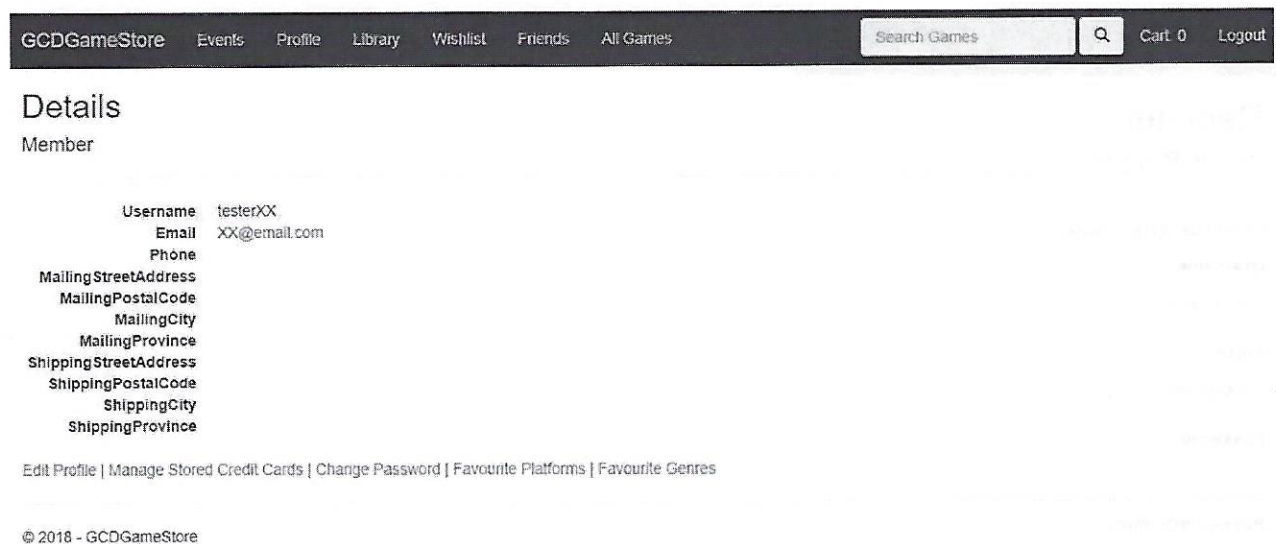 GCDGameStore Events Profile Library Wishlist Friends All Games Search Games Cart 0 Logout
Details
Member
Username testerXX
Email XX@email.com
Phone
MailingStreetAddress
MailingPostalCode
MailingCity
MailingProvince
ShippingStreetAddress
ShippingPostalCode
ShippingCity
ShippingProvince
Edit Profile | Manage Stored Credit Cards | Change Password | Favourite Platforms | Favourite Genres
© 2018 - GCDGameStore